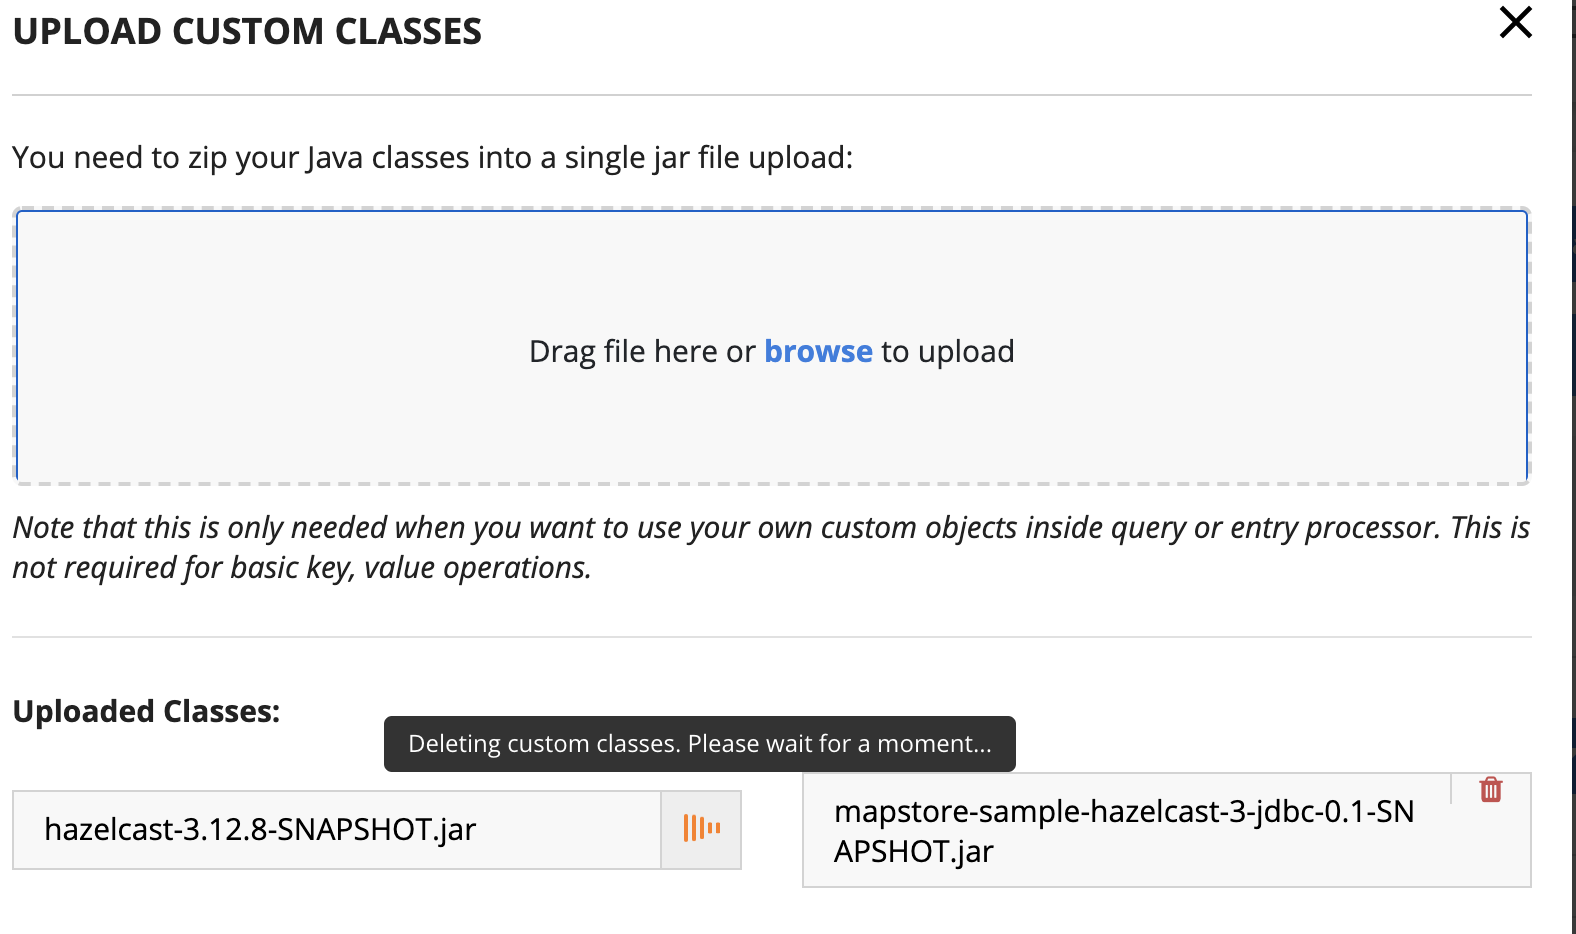 UPLOAD CUSTOM CLASSES
You need to zip your Java classes into a single jar file upload:
Drag file here or browse to upload
Note that this is only needed when you want to use your own custom objects inside query or entry processor. This is
not required for basic key, value operations.
Uploaded Classes:
Deleting custom classes. Please wait for a moment...
hazelcast-3.12.8-SNAPSHOT.jar
mapstore-sample-hazelcast-3-jdbc-0.1-SN
APSHOT.jar